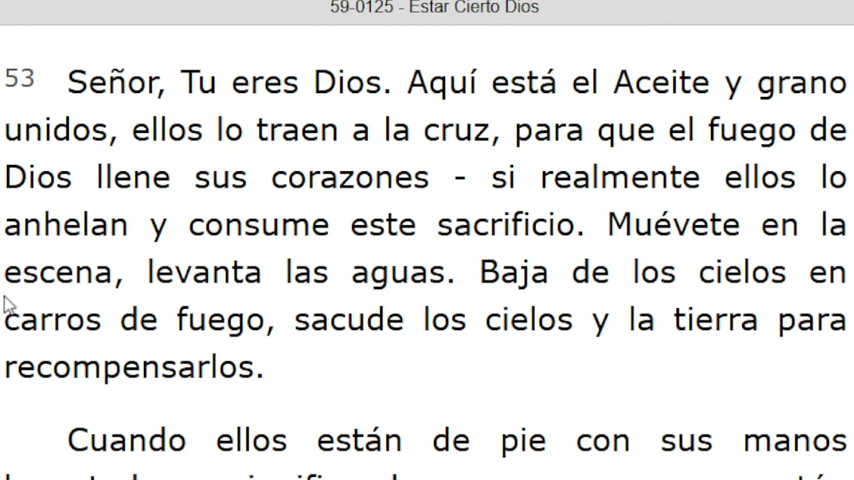 59-0125 - Estar Cierto Dios
53 Señor, Tu eres Dios. Aquí está el Aceite y grano
unidos, ellos lo traen a la cruz, para que el fuego de
Dios llene sus corazones - si realmente ellos lo
anhelan y consume este sacrificio. Muévete en la
escena, levanta las aguas. Baja de los cielos en
carros de fuego, sacude los cielos y la tierra para
recompensarlos.
Cuando ellos están de pie con sus manos